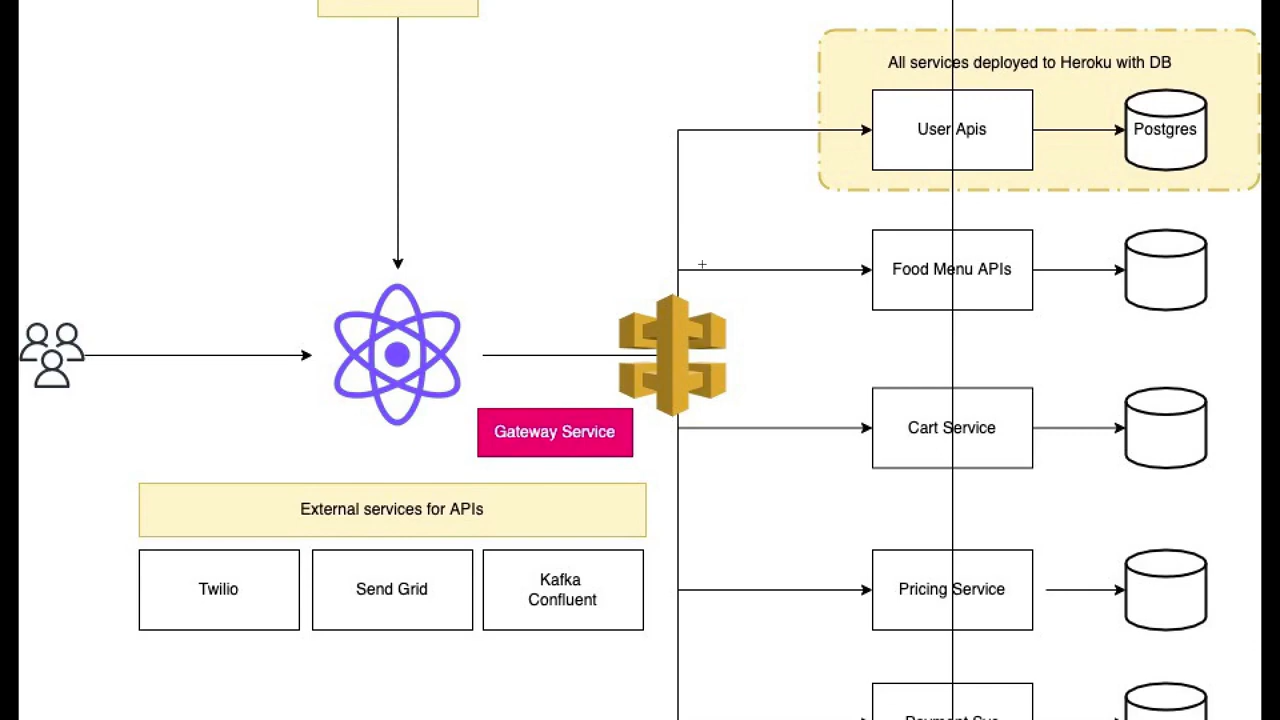 All services deployed to Heroku with DB
User Apis
Postgres
Food Menu APIs
Cart Service
Gateway Service
External services for APIs
Twilio
Send Grid
Kafka
Confluent
Pricing Service